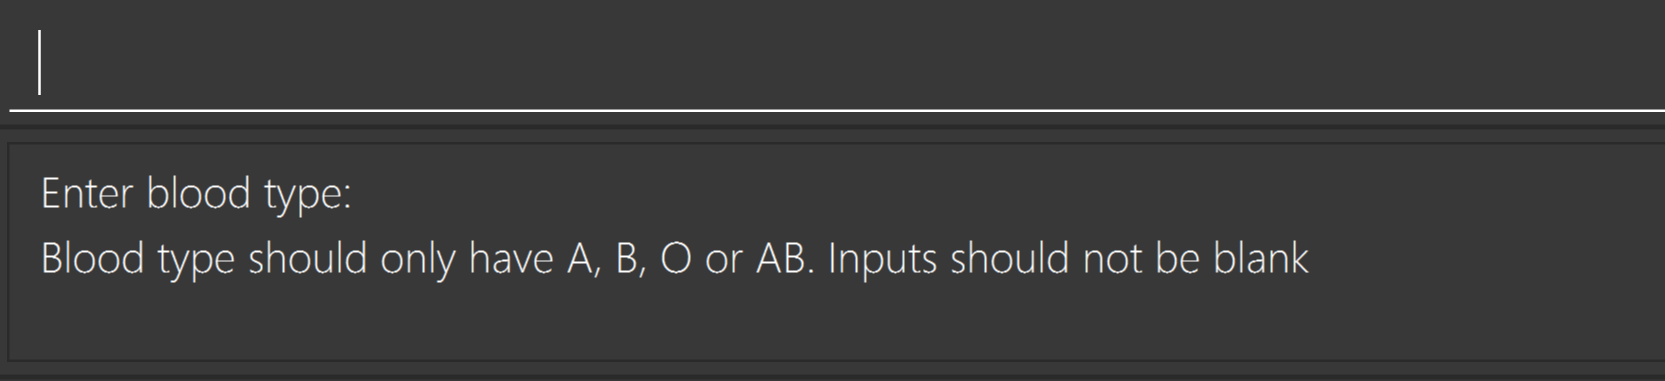 Enter blood type:
Blood type should only have A, B, O or AB. Inputs should not be blank